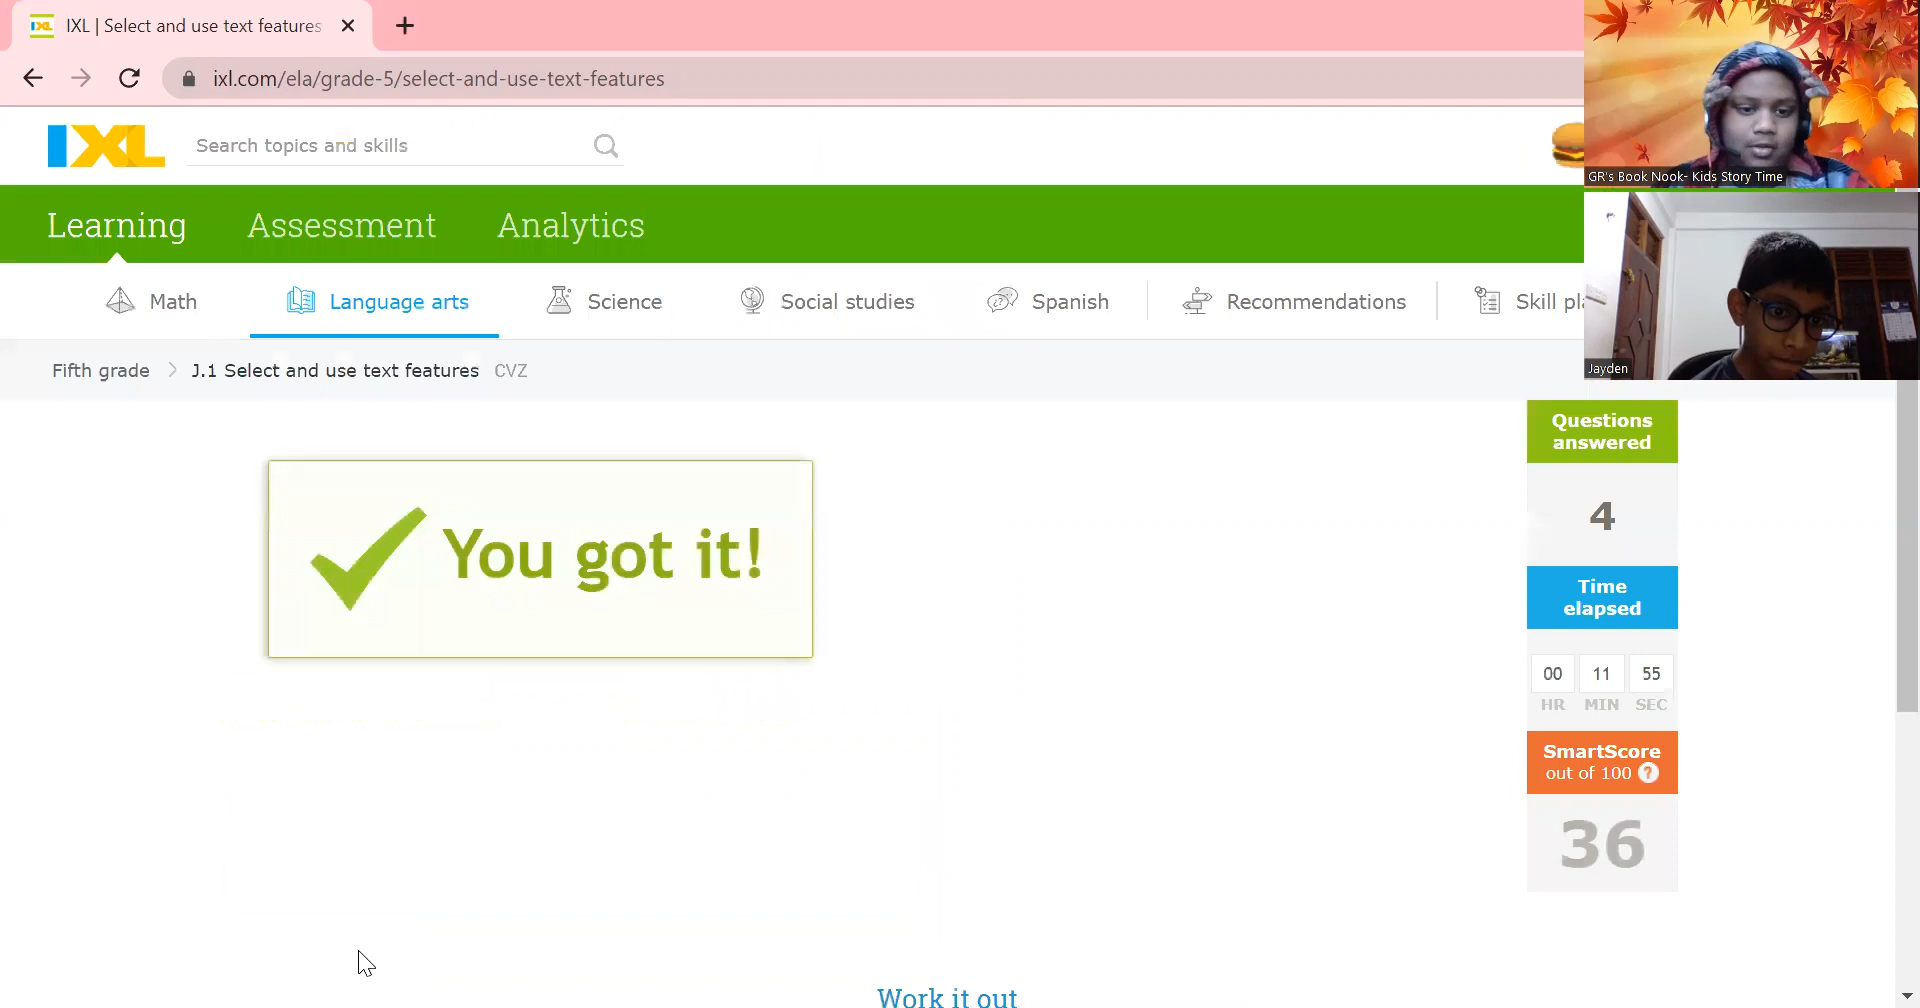 IXL | Select and use text features
ixl.com/ela/grade-5/select-and-use-text-features
IXL
Search topics and skills
GR's Book Nook- Kids Story Time
Learning
Assessment
Analytics
Math
Language arts
Science
Social studies
Spanish
Recommendations
Skill
Jayden
Fifth grade
J.1 Select and use text features CVZ
You got it!
Questions
answered
4
Time
elapsed
00 11 55
HR MIN SEC
SmartScore
out of 100 ?
36
Work it out